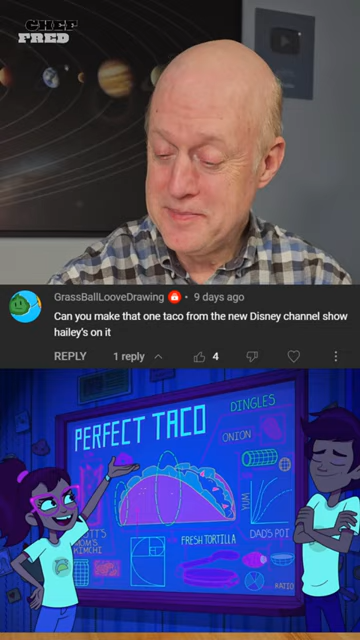 CHEF
FRED
GrassBallLooveDrawing • 9 days ago
Can you make that one taco from the new Disney channel show
hailey's on it
REPLY 1 reply 4
PERFECT TACO
DINGLES
ONION
YUM
FRESH TORTILLA
DAD'S POI
KIMCHI
RATIO